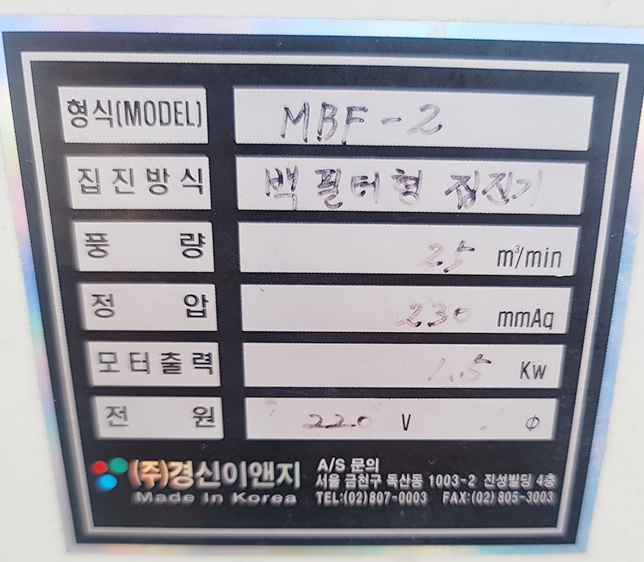 형식(MODEL) MBF-2
집진방식 백필터형 집진기
풍 량 25 m³/min
정 압 230 mmAq
모터출력 1.5 Kw
전 원 220 V Φ
(주)경신이앤지
Made In Korea
A/S 문의
서울 금천구 독산동 1003-2 진성빌딩 4층
TEL:(02)807-0003 FAX:(02)805-3003